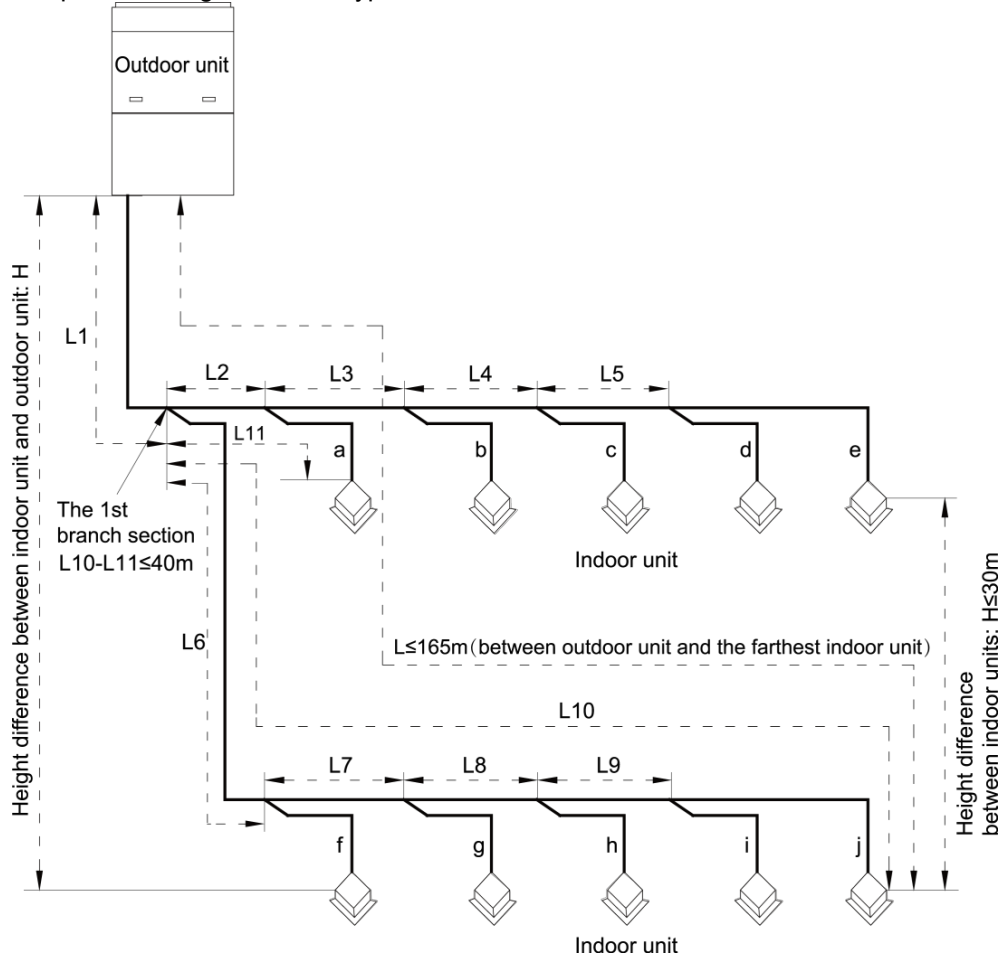 Outdoor unit
Height difference between indoor unit and outdoor unit: H
L1
L2
L3
L4
L5
L11
a
b
c
d
e
The 1st
branch section
L10-L11≤40m
Indoor unit
L6
L≤165m(between outdoor unit and the farthest indoor unit)
Height difference
between indoor units: H≤30m
L10
L7
L8
L9
f
g
h
i
j
Indoor unit